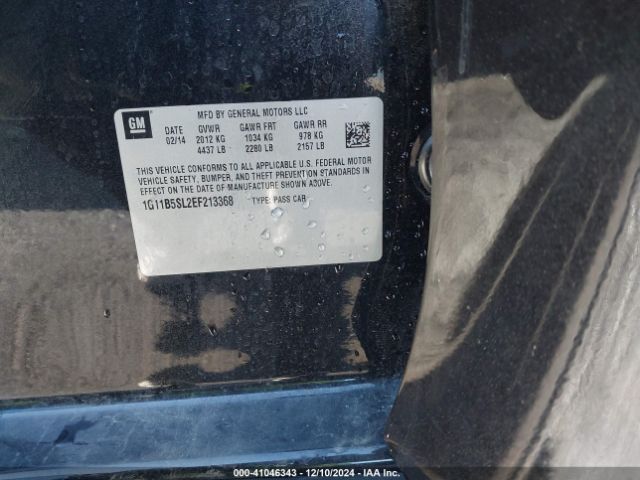 GM
MFD BY GENERAL MOTORS LLC
DATE GVWR GAWR FRT GAWR RR
02/14 2012 KG 1034 KG 978 KG
4437 LB 2280 LB 2157 LB
THIS VEHICLE CONFORMS TO ALL APPLICABLE U.S. FEDERAL MOTOR
VEHICLE SAFETY, BUMPER, AND THEFT PREVENTION STANDARDS IN
EFFECT ON THE DATE OF MANUFACTURE SHOWN ABOVE.
1G11B5SL2EF213368 TYPE: PASS CAR
000-41046343 - 12/10/2024 - IAA Inc.